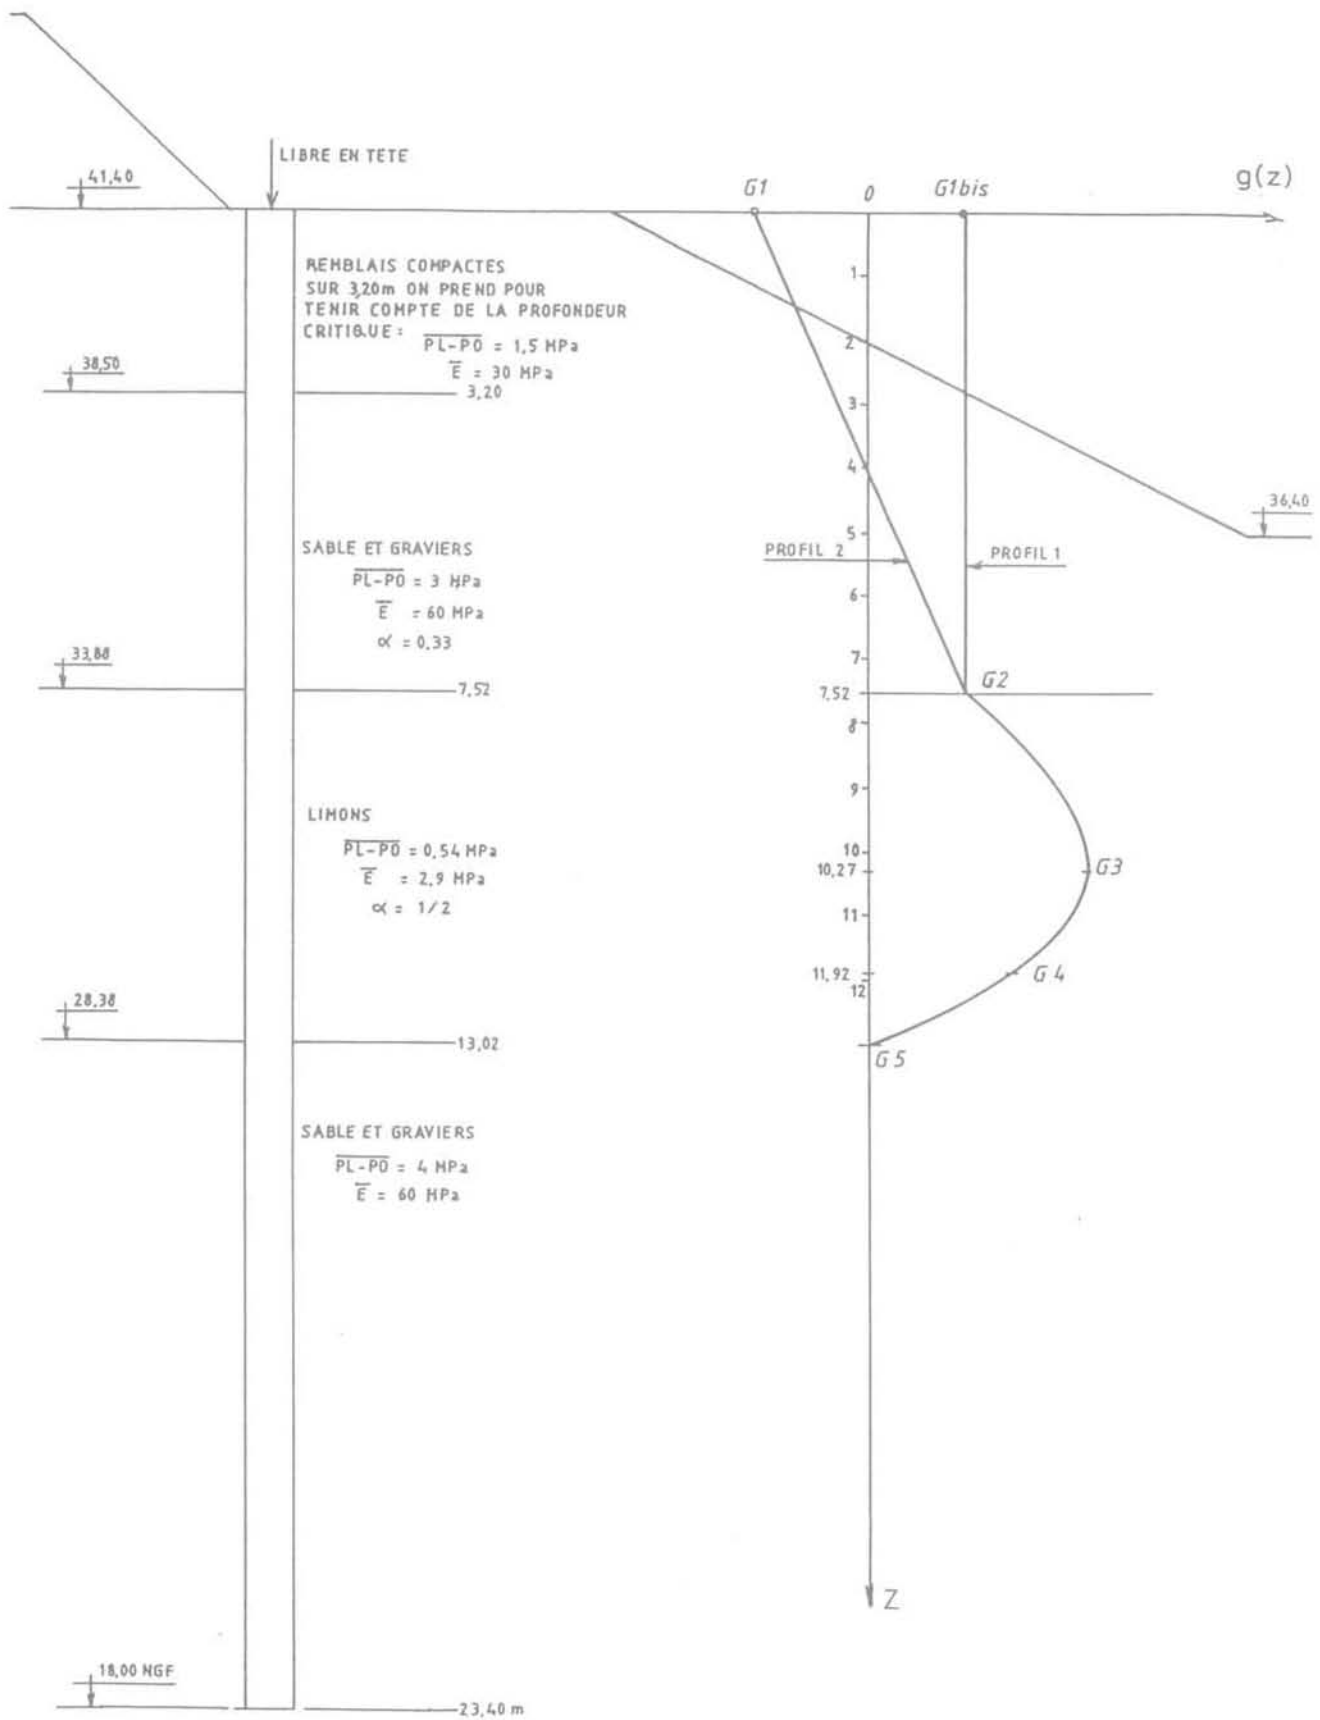 LIBRE EN TETE
41,40
G1
0
G1bis
g(z)
REMBLAIS COMPACTES
SUR 3,20m ON PREND POUR
TENIR COMPTE DE LA PROFONDEUR
CRITIQUE :
PL-PO = 1,5 MPa
E = 30 MPa
38,50
3,20
1
2
3
4
5
36,40
SABLE ET GRAVIERS
PL-PO = 3 MPa
E = 60 MPa
α = 0,33
PROFIL 2
PROFIL 1
6
7
33,88
7,52
7,52
G2
8
9
LIMONS
PL-PO = 0,54 MPa
E = 2,9 MPa
α = 1/2
10
10,27
G3
11
11,92
G4
12
28,38
13,02
G5
SABLE ET GRAVIERS
PL-PO = 4 MPa
E = 60 MPa
Z
18,00 NGF
23,40 m